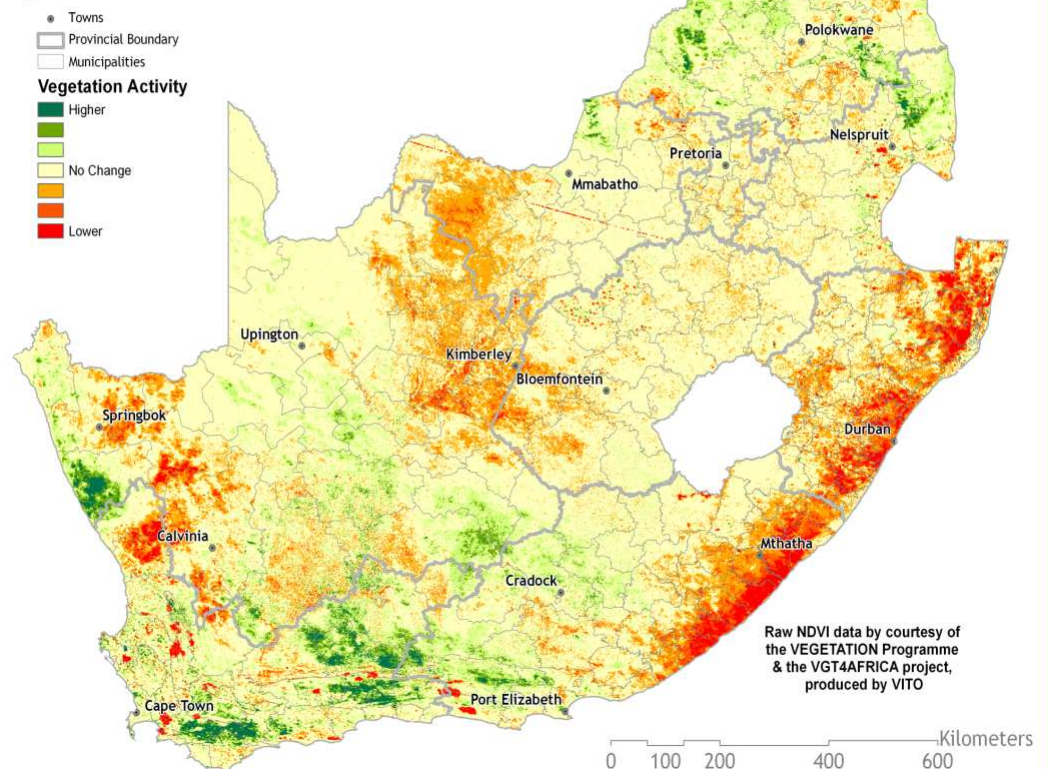 Towns
Provincial Boundary
Municipalities
Vegetation Activity
Higher
No Change
Lower
Polokwane
Nelspruit
Pretoria
Mmabatho
Upington
Kimberley
Bloemfontein
Springbok
Durban
Calvinia
Mthatha
Cradock
Cape Town
Port Elizabeth
Raw NDVI data by courtesy of
the VEGETATION Programme
& the VGT4AFRICA project,
produced by VITO
Kilometers
0 100 200 400 600